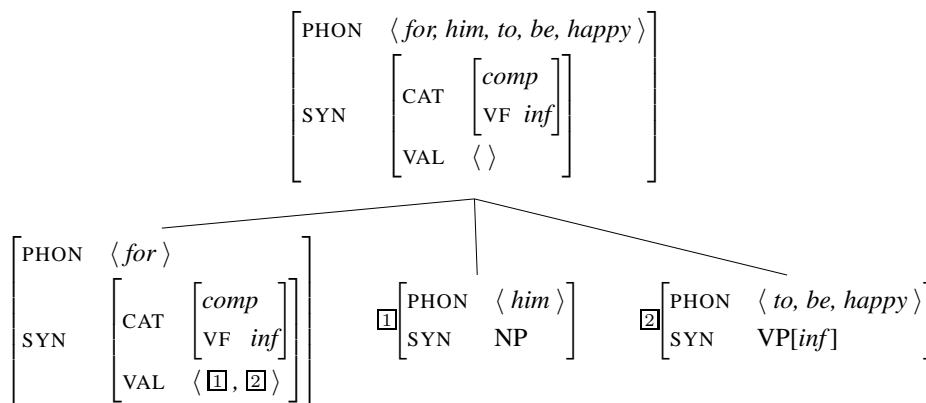 PHON ⟨ for, him, to, be, happy ⟩
SYN
CAT
comp
VF inf
VAL ⟨ ⟩
PHON ⟨ for ⟩
SYN
CAT
comp
VF inf
VAL ⟨ 1 , 2 ⟩
1
PHON ⟨ him ⟩
SYN NP
2
PHON ⟨ to, be, happy ⟩
SYN VP[inf]